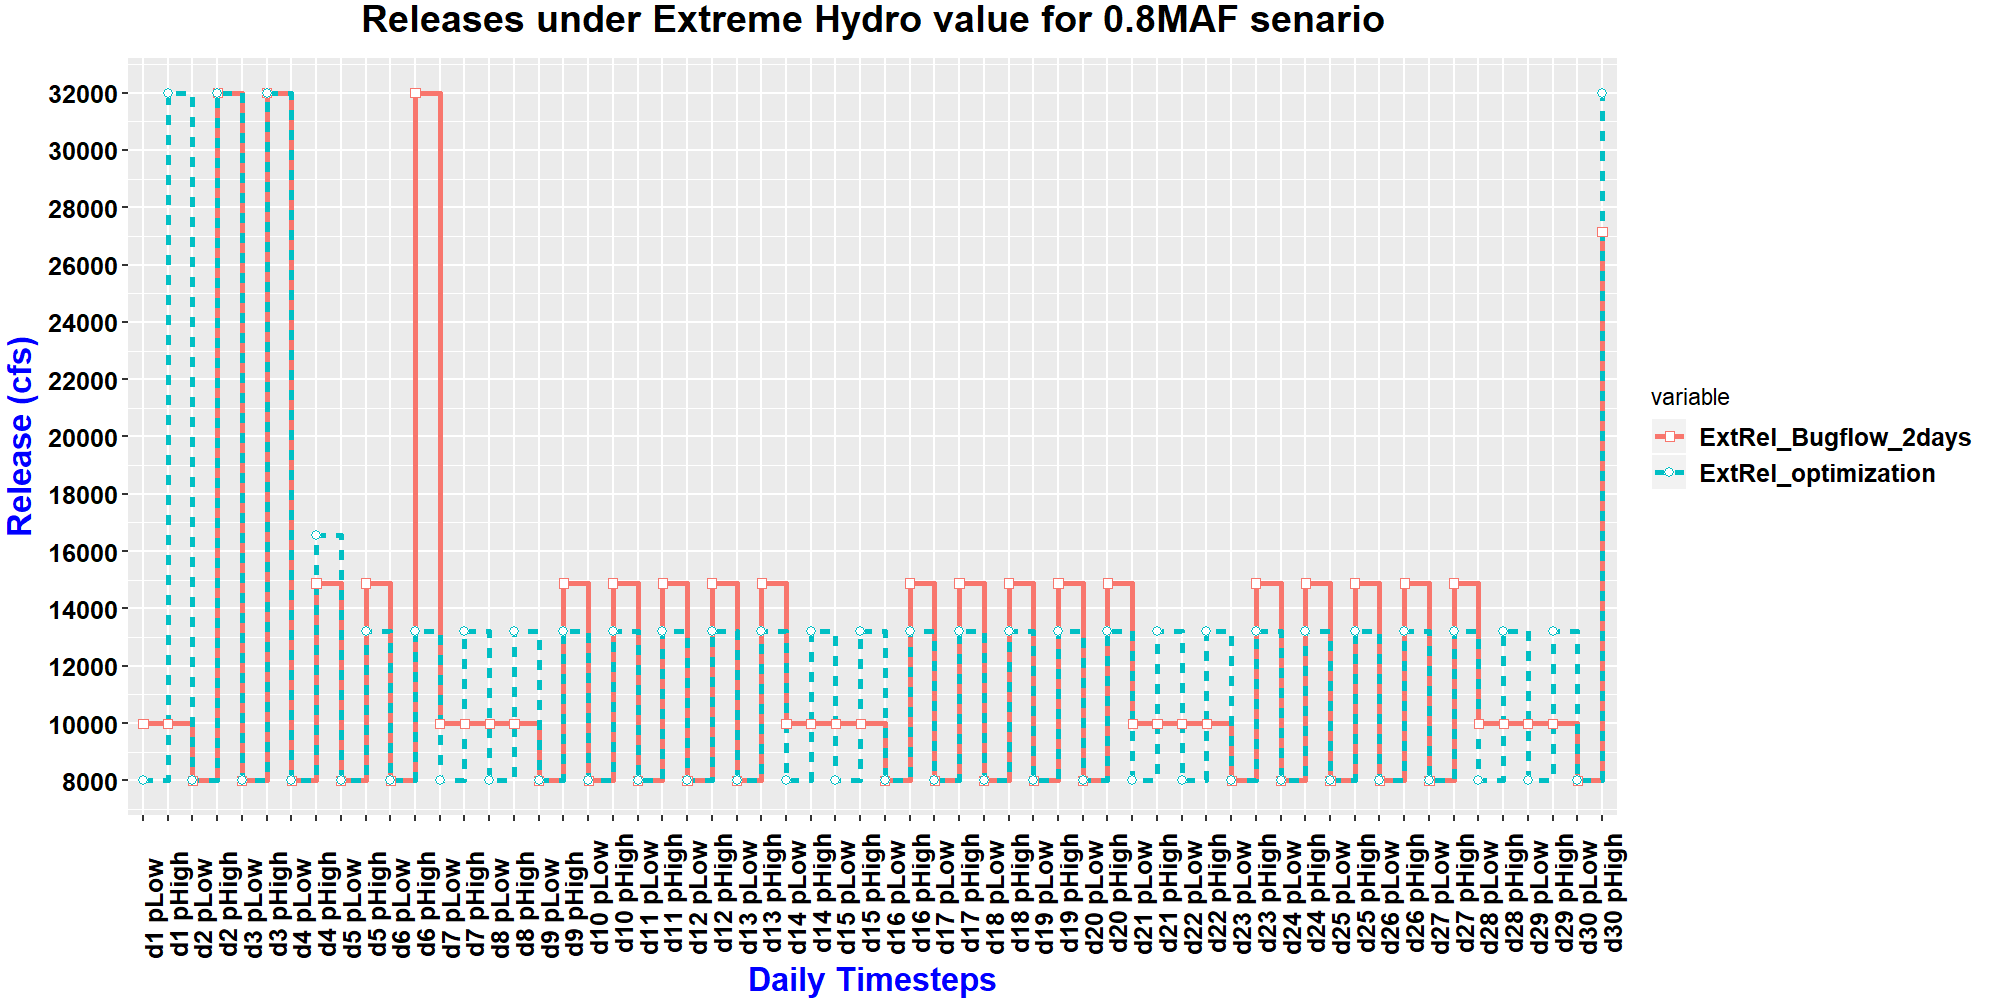 Releases under Extreme Hydro value for 0.8MAF senario
32000
30000
28000
26000
24000
22000
20000
18000
16000
14000
12000
10000
8000
Release (cfs)
d1 pLow
d1 pHigh
d2 pLow
d2 pHigh
d3 pLow
d3 pHigh
d4 pLow
d4 pHigh
d5 pLow
d5 pHigh
d6 pLow
d6 pHigh
d7 pLow
d7 pHigh
d8 pLow
d8 pHigh
d9 pLow
d9 pHigh
d10 pLow
d10 pHigh
d11 pLow
d11 pHigh
d12 pLow
d12 pHigh
d13 pLow
d13 pHigh
d14 pLow
d14 pHigh
d15 pLow
d15 pHigh
d16 pLow
d16 pHigh
d17 pLow
d17 pHigh
d18 pLow
d18 pHigh
d19 pLow
d19 pHigh
d20 pLow
d20 pHigh
d21 pLow
d21 pHigh
d22 pLow
d22 pHigh
d23 pLow
d23 pHigh
d24 pLow
d24 pHigh
d25 pLow
d25 pHigh
d26 pLow
d26 pHigh
d27 pLow
d27 pHigh
d28 pLow
d28 pHigh
d29 pLow
d29 pHigh
d30 pLow
d30 pHigh
Daily Timesteps
variable
ExtRel_Bugflow_2days
ExtRel_optimization